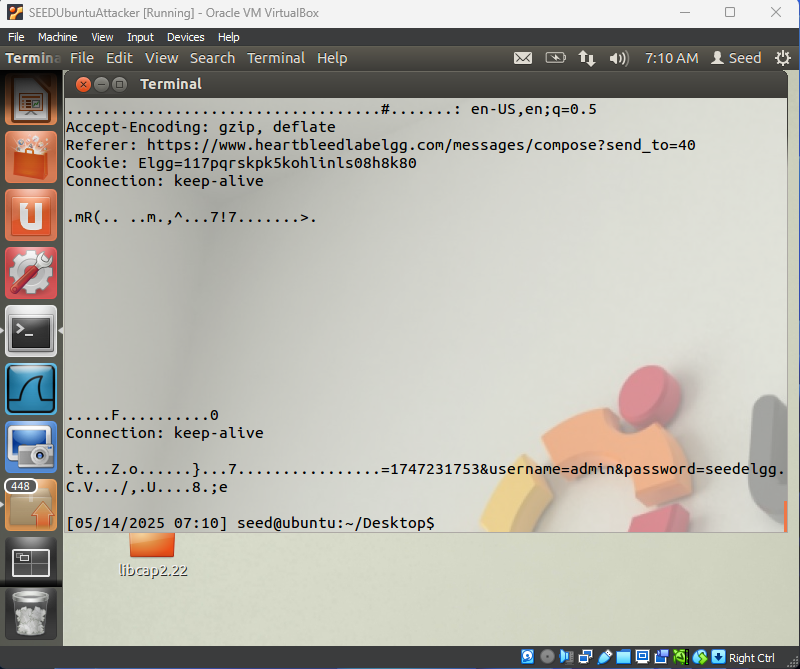 SEEDUbuntuAttacker [Running] - Oracle VM VirtualBox
File Machine View Input Devices Help
Termina File Edit View Search Terminal Help 7:10 AM Seed
Terminal
...................................#.......: en-US,en;q=0.5
Accept-Encoding: gzip, deflate
Referer: https://www.heartbleedlabelgg.com/messages/compose?send_to=40
Cookie: Elgg=117pqrskpk5kohlinls08h8k80
Connection: keep-alive
.mR(.. ..m.,^...7!7.......>.
.....F..........0
Connection: keep-alive
.t...Z.o......}...7................=1747231753&username=admin&password=seedelgg.
C.V.../,.U....8.;e
[05/14/2025 07:10] seed@ubuntu:~/Desktop$
448
libcap2.22
Right Ctrl